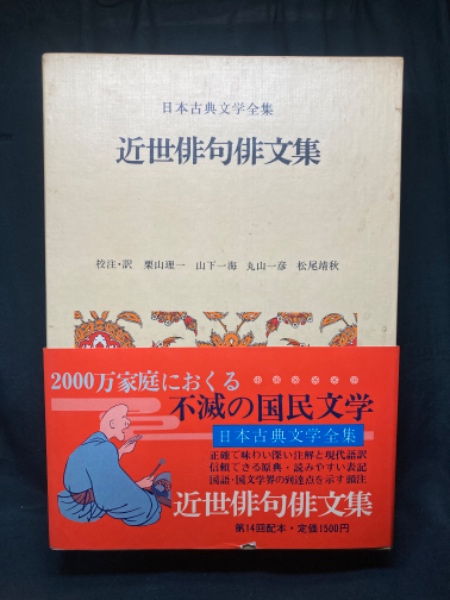 日本古典文学全集
近世俳句俳文集
校注・訳 栗山理一 山下一海 丸山一彦 松尾靖秋
2000万家庭におくる
不滅の国民文学
日本古典文学全集
正確で味わい深い注解と現代語訳
信頼できる原典・読みやすい表記
国語・国文学界の到達点を示す頭注
近世俳句俳文集
第14回配本・定価1500円